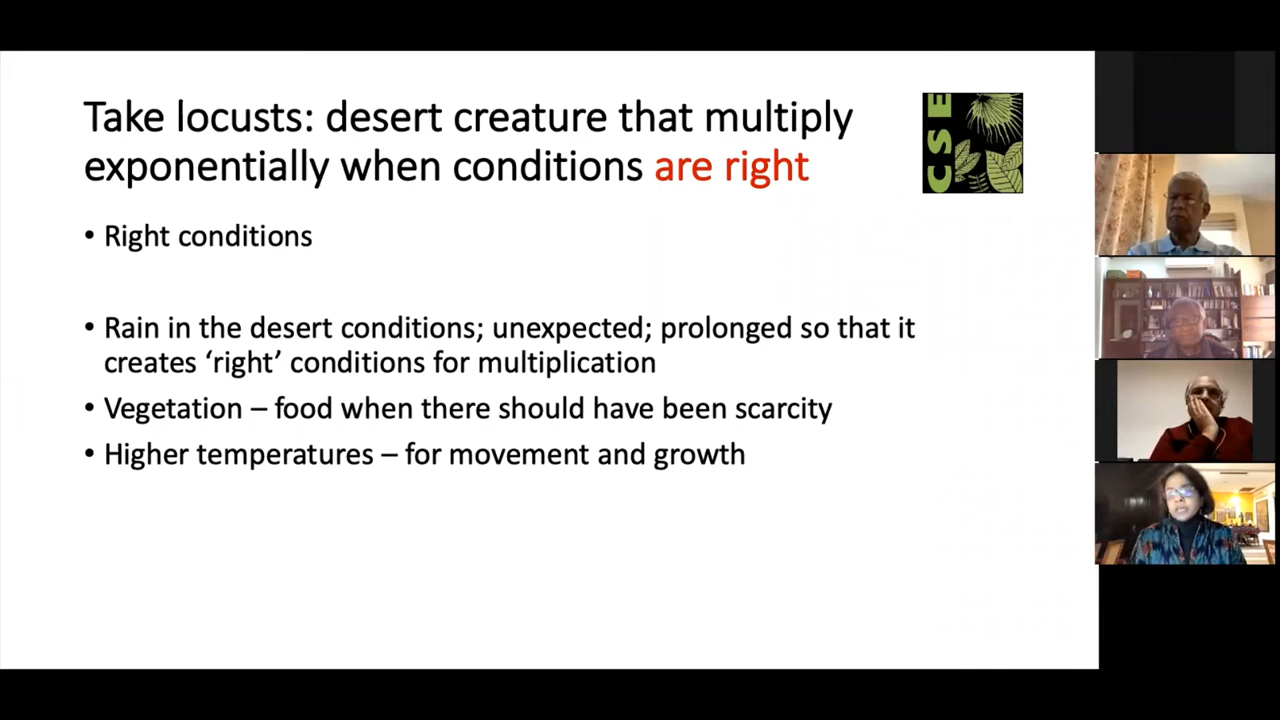 Take locusts: desert creature that multiply
exponentially when conditions are right
CSE
• Right conditions
• Rain in the desert conditions; unexpected; prolonged so that it
creates ‘right’ conditions for multiplication
• Vegetation – food when there should have been scarcity
• Higher temperatures – for movement and growth